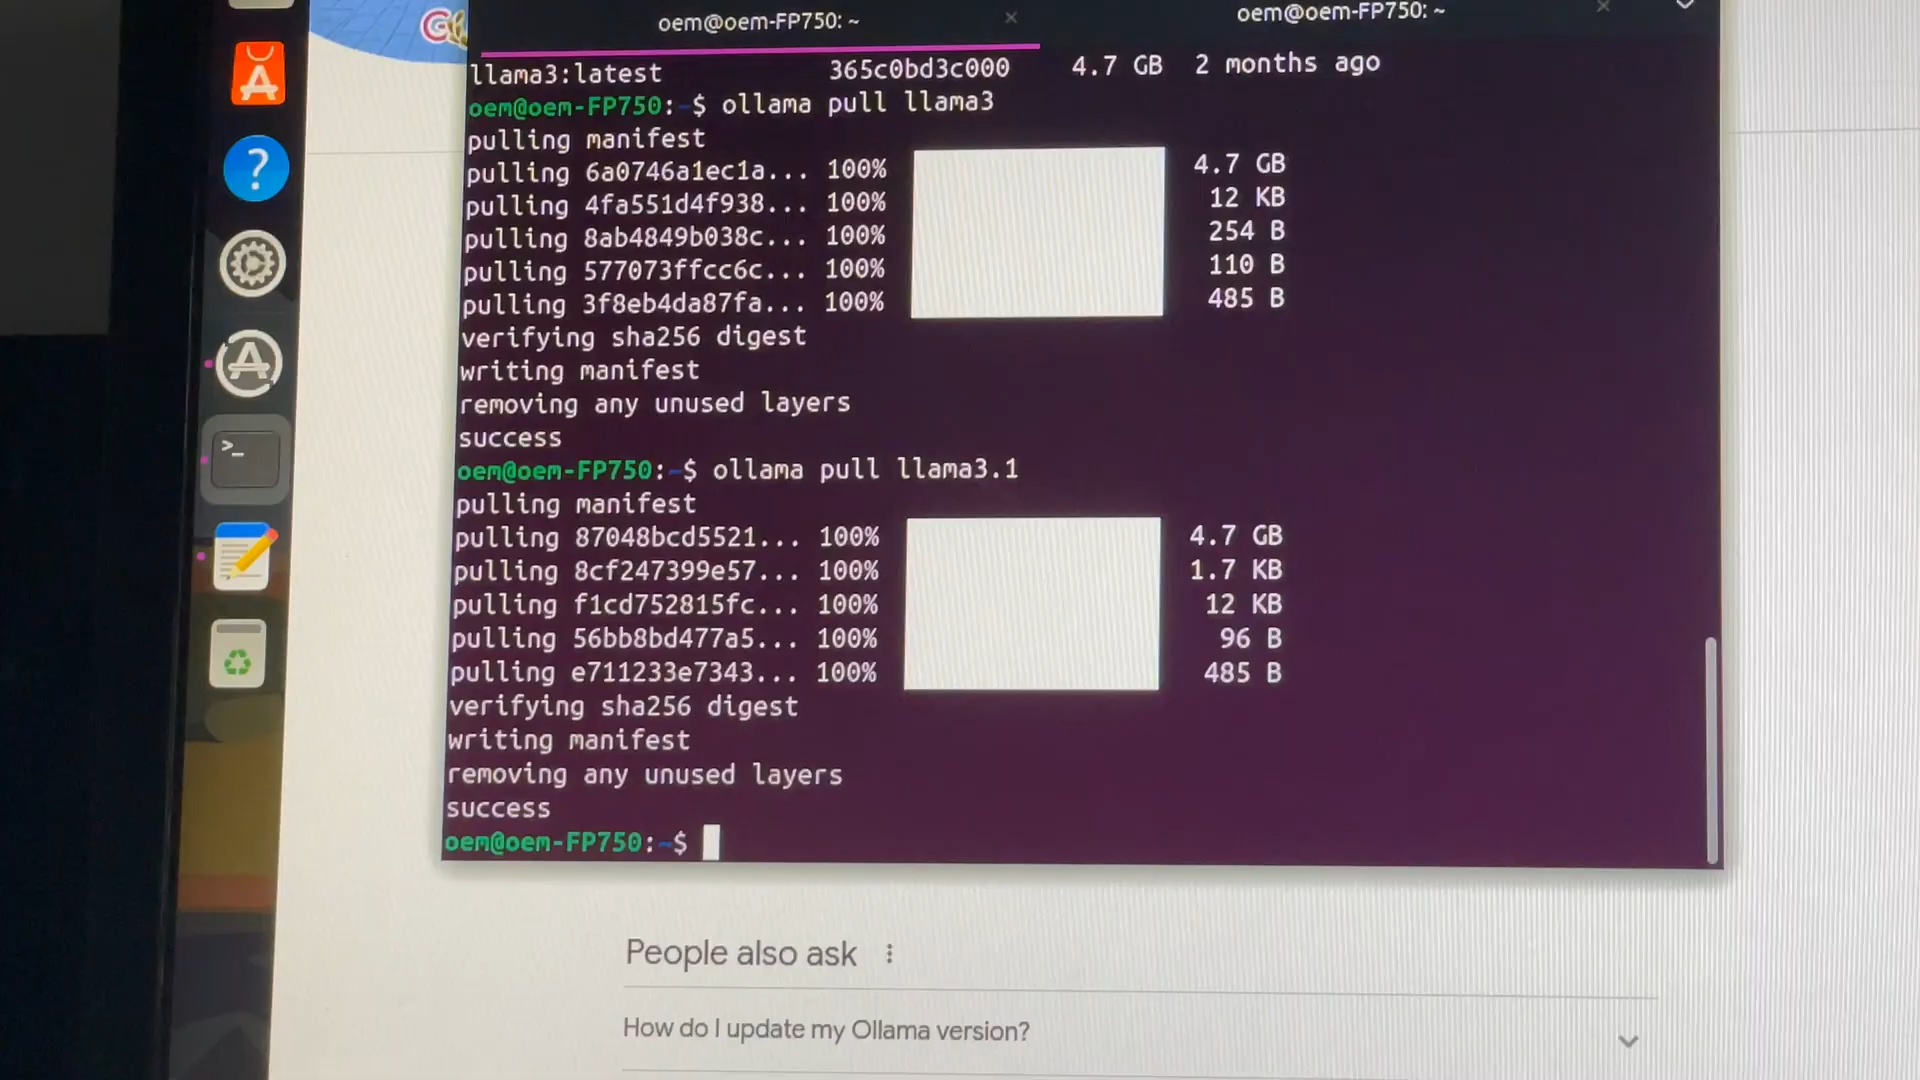 oem@oem-FP750: ~ × oem@oem-FP750: ~ ×
llama3:latest 365c0bd3c000 4.7 GB 2 months ago
oem@oem-FP750:~$ ollama pull llama3
pulling manifest
pulling 6a0746a1ec1a... 100% 4.7 GB
pulling 4fa551d4f938... 100% 12 KB
pulling 8ab4849b038c... 100% 254 B
pulling 577073ffcc6c... 100% 110 B
pulling 3f8eb4da87fa... 100% 485 B
verifying sha256 digest
writing manifest
removing any unused layers
success
oem@oem-FP750:~$ ollama pull llama3.1
pulling manifest
pulling 87048bcd5521... 100% 4.7 GB
pulling 8cf247399e57... 100% 1.7 KB
pulling f1cd752815fc... 100% 12 KB
pulling 56bb8bd477a5... 100% 96 B
pulling e711233e7343... 100% 485 B
verifying sha256 digest
writing manifest
removing any unused layers
success
oem@oem-FP750:~$
People also ask
How do I update my Ollama version?